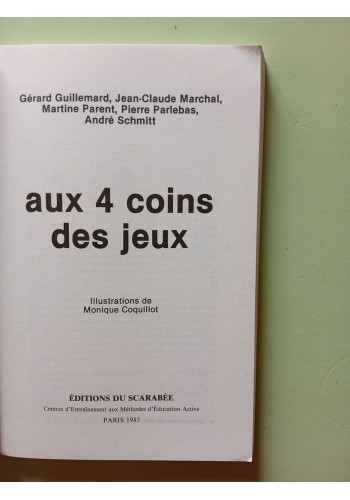 Gérard Guillemard, Jean-Claude Marchal,
Martine Parent, Pierre Parlebas,
André Schmitt
aux 4 coins
des jeux
Illustrations de
Monique Coquillot
ÉDITIONS DU SCARABÉE
Centres d'Entraînement aux Méthodes d'Éducation Active
PARIS 1985